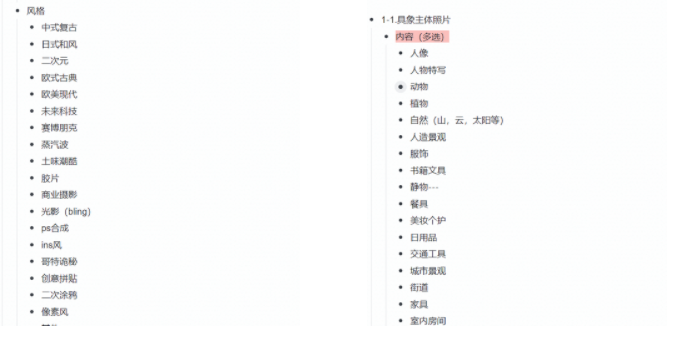 风格
中式复古
日式和风
二次元
欧式古典
欧美现代
未来科技
赛博朋克
蒸汽波
土味潮酷
胶片
商业摄影
光影（bling）
ps合成
ins风
哥特诡秘
创意拼贴
二次涂鸦
像素风
1-1.具象主体照片
内容（多选）
人像
人物特写
动物
植物
自然（山，云，太阳等）
人造景观
服饰
书籍文具
静物---
餐具
美妆个护
日用品
交通工具
城市景观
街道
家具
室内房间